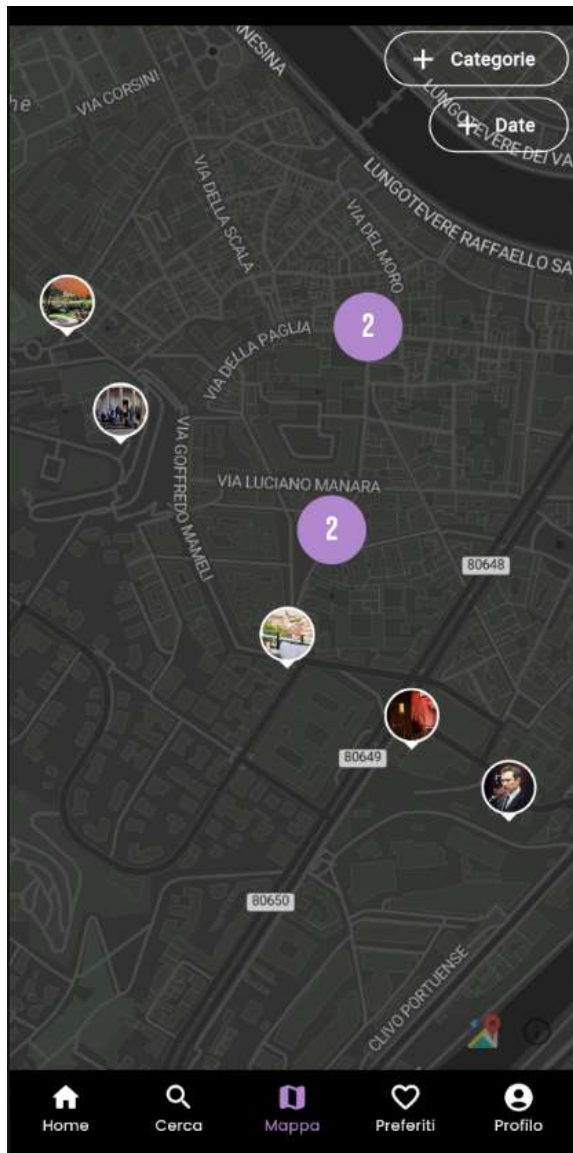 NESINA
+ Categorie
VIA CORSINI
he
LUNGOTEVERE DEI VA
+ Date
VIA DELLA SCALA
LUNGOTEVERE RAFFAELLO SA
VIA DEL MORO
2
VIA DELLA PAGLIA
VIA GOFFREDO MAMELI
VIA LUCIANO MANARA
2
80648
80649
80650
CLIVO PORTUENSE
Home
Cerca
Mappa
Preferiti
Profilo